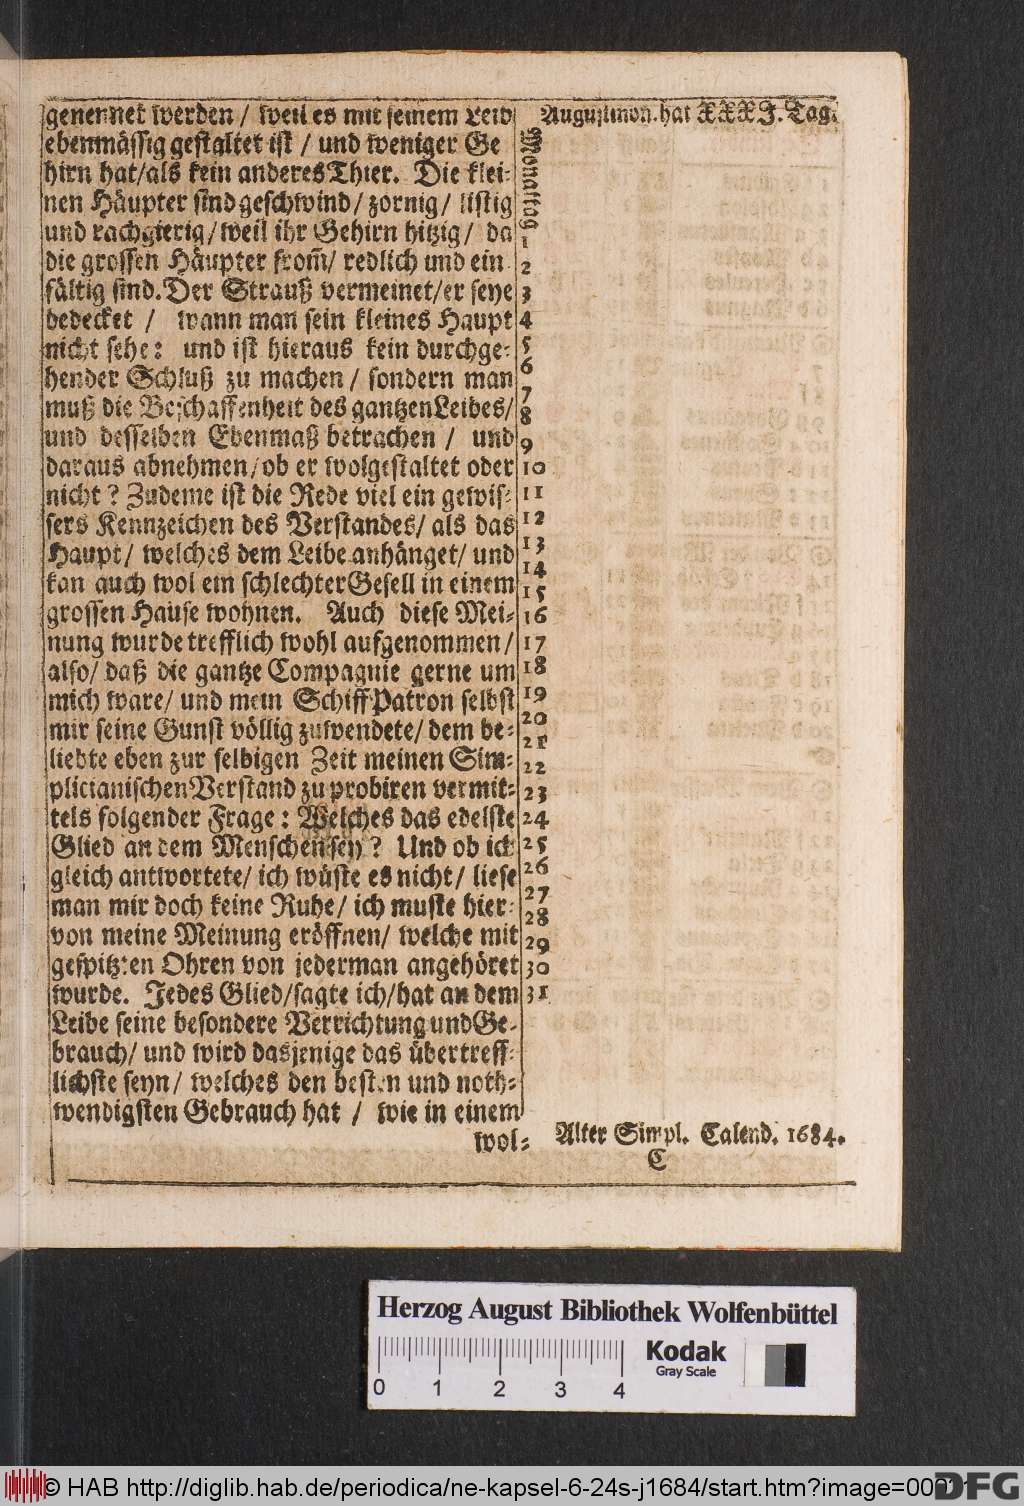 genennet werden / weil es mit seinem Leib
ebenmässig gestaltet ist / und weniger Ge
hirn hat/als kein anderes Thier. Die klei-
nen Häupter sind geschwind/ zornig/ listig
und rachgierig/weil ihr Gehirn hitzig/ da
die grossen Häupter from̃/ redlich und ein
fältig sind. Der Strauß vermeinet/er seye
bedecket / wann man sein kleines Haupt
nicht sehe: und ist hieraus kein durchge-
hender Schluß zu machen / sondern man
muß die Beschaffenheit des gantzen Leibes/
und desselben Ebenmaß betrachen / und
daraus abnehmen/ob er wolgestaltet oder
nicht? Zudeme ist die Rede viel ein gewis-
sers Kennzeichen des Verstandes/ als das
Haupt/ welches dem Leibe anhänget/ und
kan auch wol ein schlechter Gesell in einem
grossen Hause wohnen. Auch diese Mei-
nung wurde trefflich wohl aufgenommen /
also/ daß die gantze Compagnie gerne um
mich ware/ und mein Schiff-Patron selbst
mir seine Gunst völlig zuwendete/ dem be-
liebte eben zur selbigen Zeit meinen Sim-
plicianischen Verstand zu probiren vermit-
tels folgender Frage: Welches das edelste
Glied an dem Menschen sey? Und ob ich
gleich antwortete/ ich wüste es nicht/ liese
man mir doch keine Ruhe/ ich muste hier-
von meine Meinung eröffnen/ welche mit
gespitzten Ohren von jederman angehöret
wurde. Jedes Glied/sagte ich/hat an dem
Leibe seine besondere Verrichtung und Ge-
brauch/ und wird dasjenige das übertreff-
lichste seyn/ welches den besten und noth-
wendigsten Gebrauch hat / wie in einem
wol-
Augustmon. hat XXXI. Tag.
Monattag
1
2
3
4
5
6
7
8
9
10
11
12
13
14
15
16
17
18
19
20
21
22
23
24
25
26
27
28
29
30
31
Alter Simpl. Calend. 1684.
C
Herzog August Bibliothek Wolfenbüttel
Kodak
Gray Scale
0 1 2 3 4
© HAB http://diglib.hab.de/periodica/ne-kapsel-6-24s-j1684/start.htm?image=000
DFG